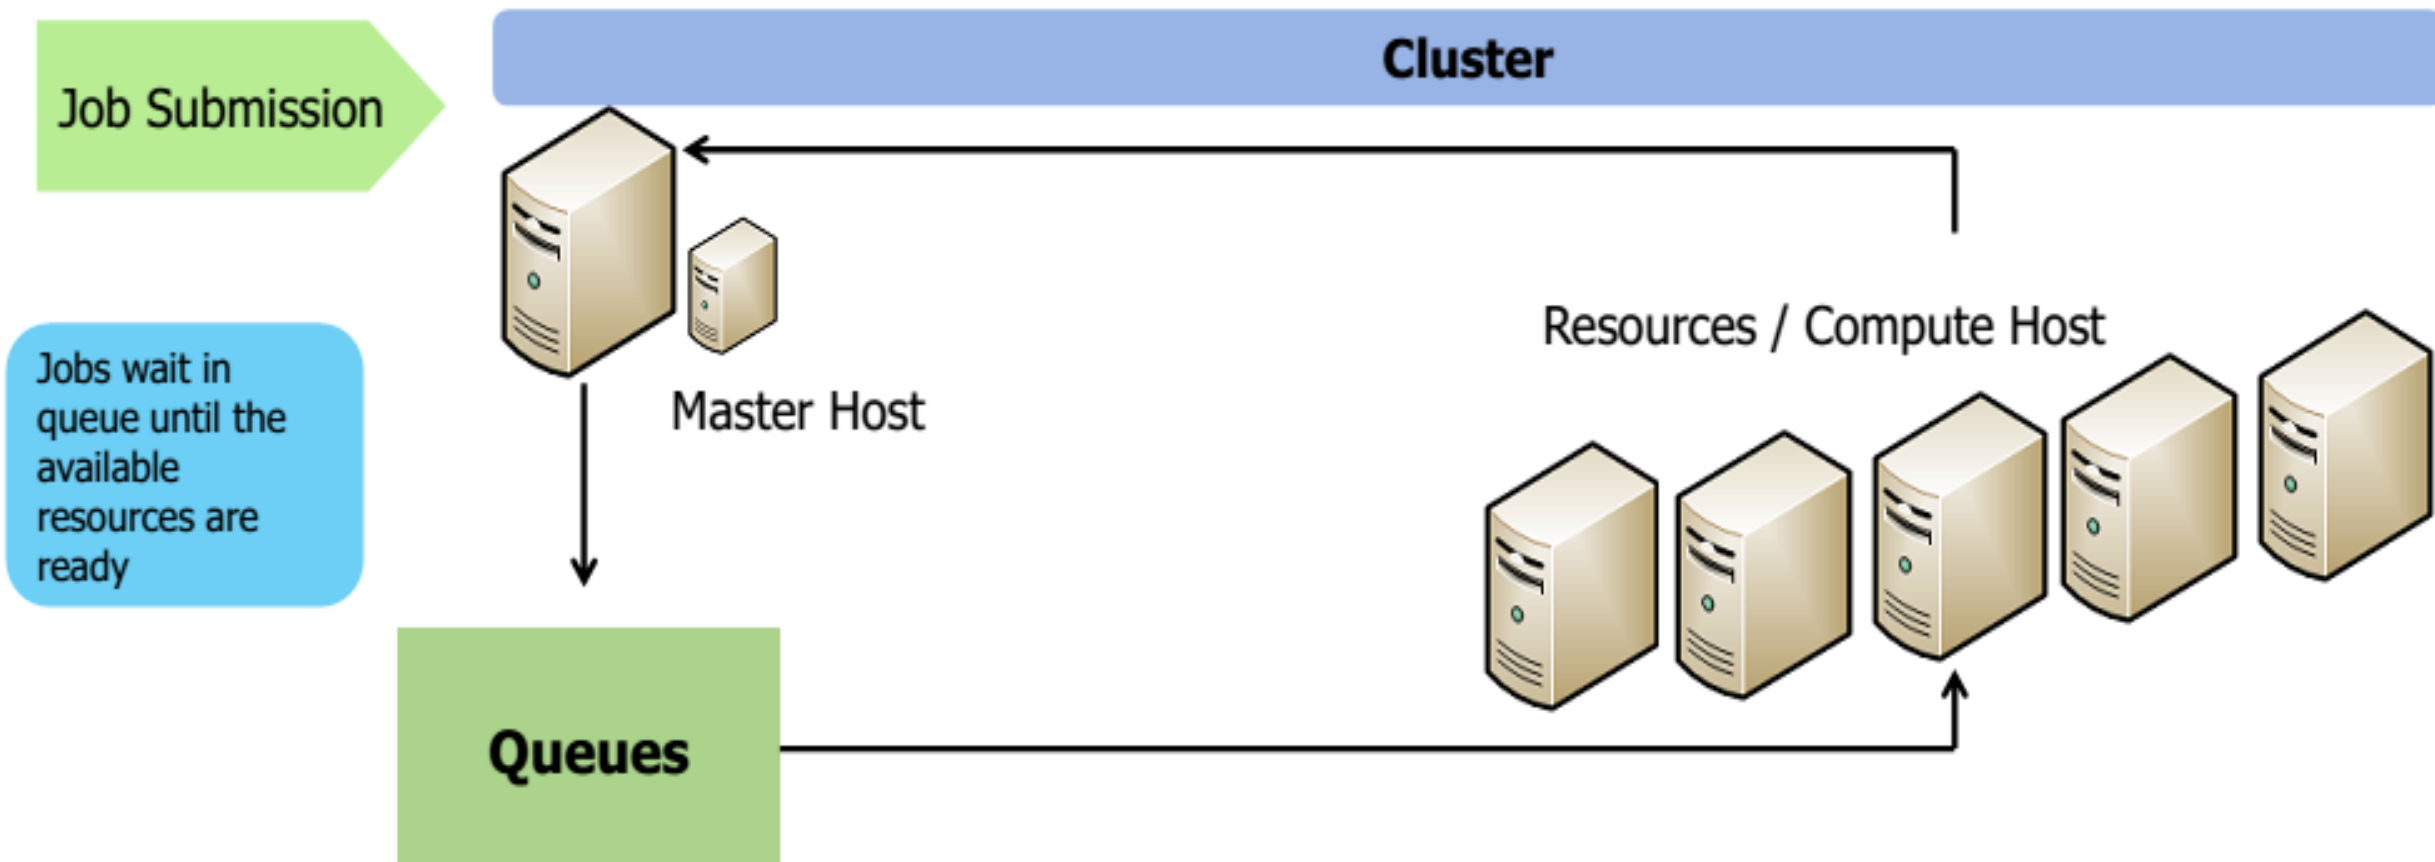 Job Submission
Cluster
Resources / Compute Host
Master Host
Jobs wait in
queue until the
available
resources are
ready
Queues